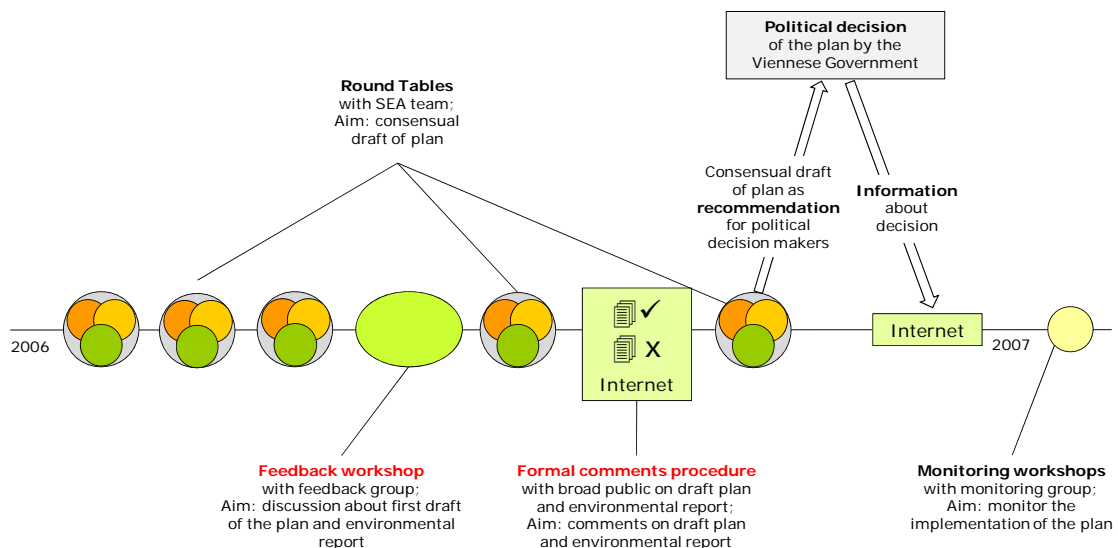 Political decision
of the plan by the
Viennese Government
Round Tables
with SEA team;
Aim: consensual
draft of plan
Consensual draft
of plan as
recommendation
for political
decision makers
Information
about
decision
2006
✓
X
Internet
Internet
2007
Feedback workshop
with feedback group;
Aim: discussion about first draft
of the plan and environmental
report
Formal comments procedure
with broad public on draft plan
and environmental report;
Aim: comments on draft plan
and environmental report
Monitoring workshops
with monitoring group;
Aim: monitor the
implementation of the plan